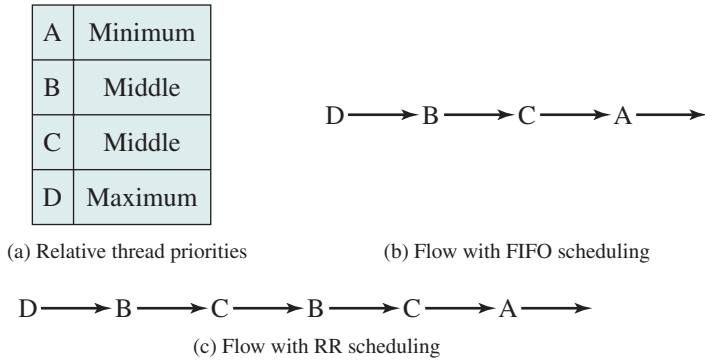 A Minimum
B Middle
C Middle
D Maximum
(a) Relative thread priorities
D B C A
(b) Flow with FIFO scheduling
D B C B C A
(c) Flow with RR scheduling